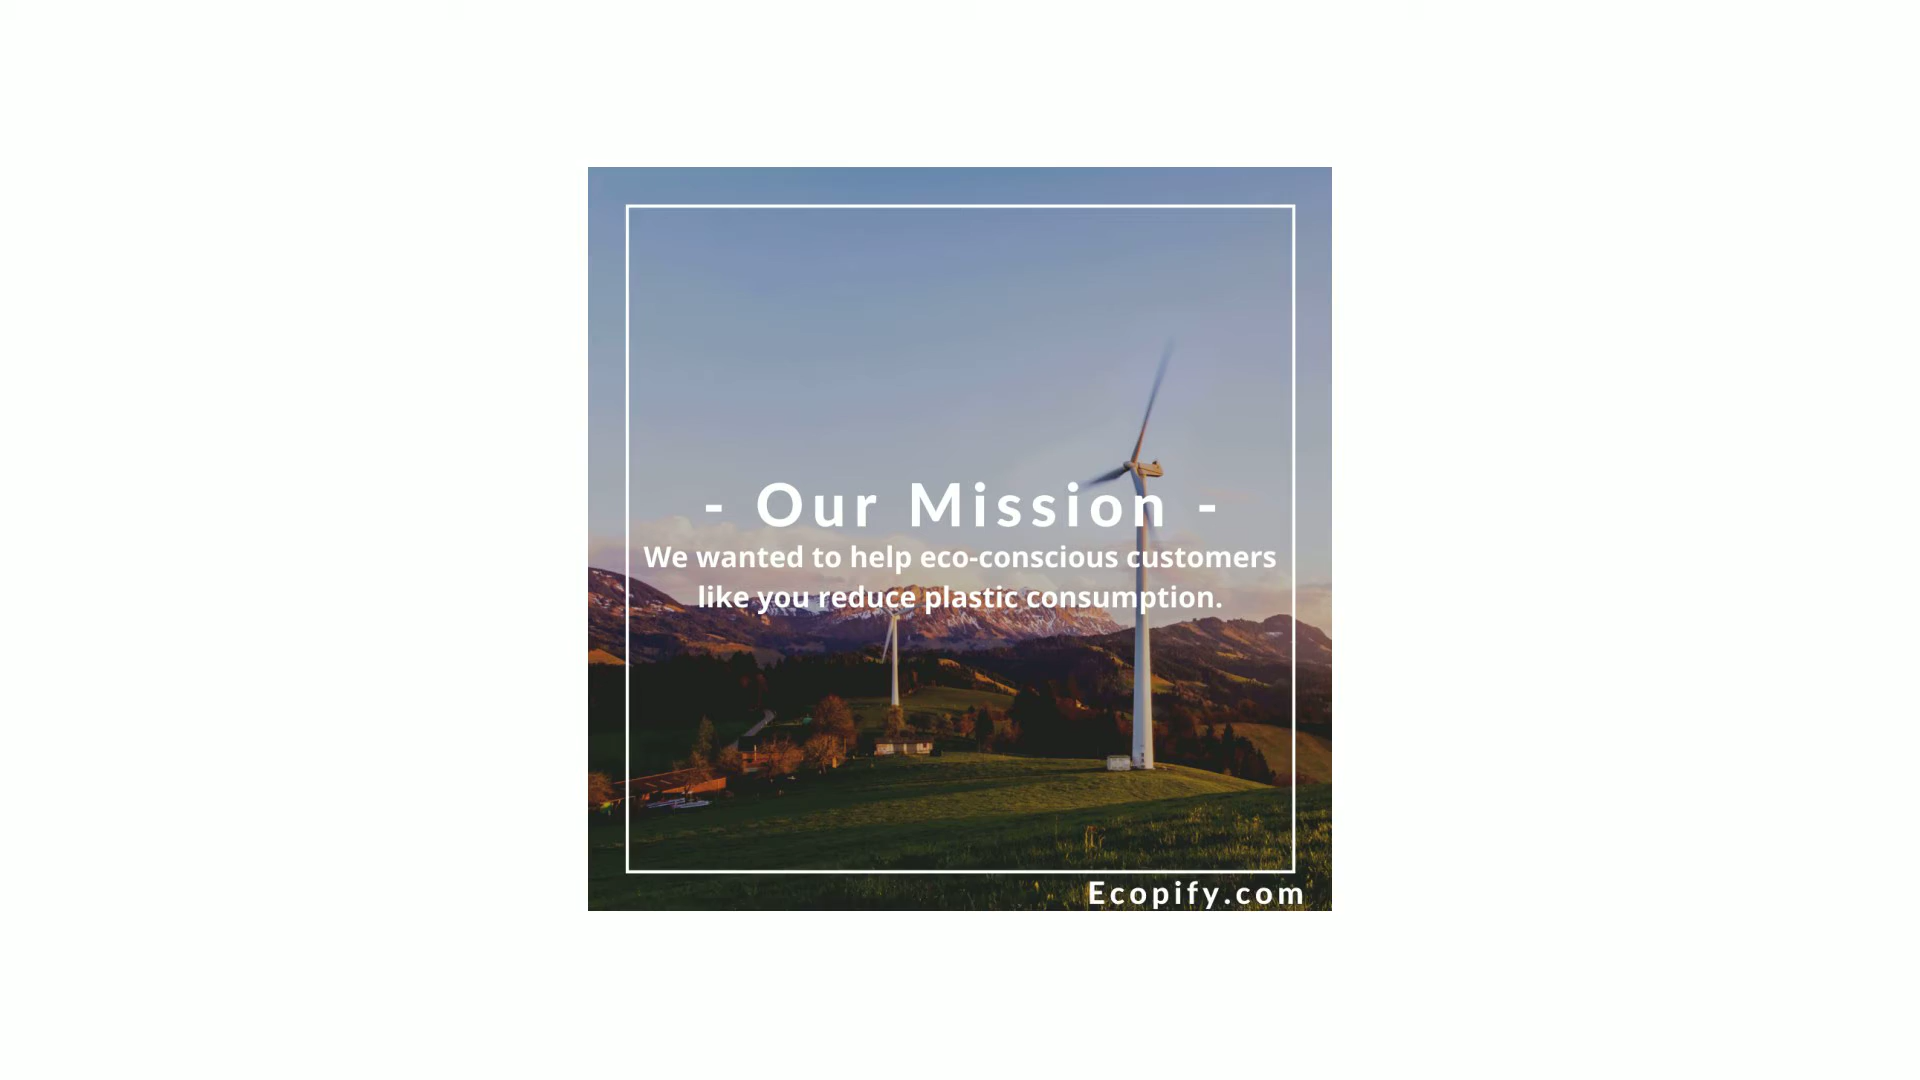 - Our Mission -
We wanted to help eco-conscious customers
like you reduce plastic consumption.
Ecopify.com